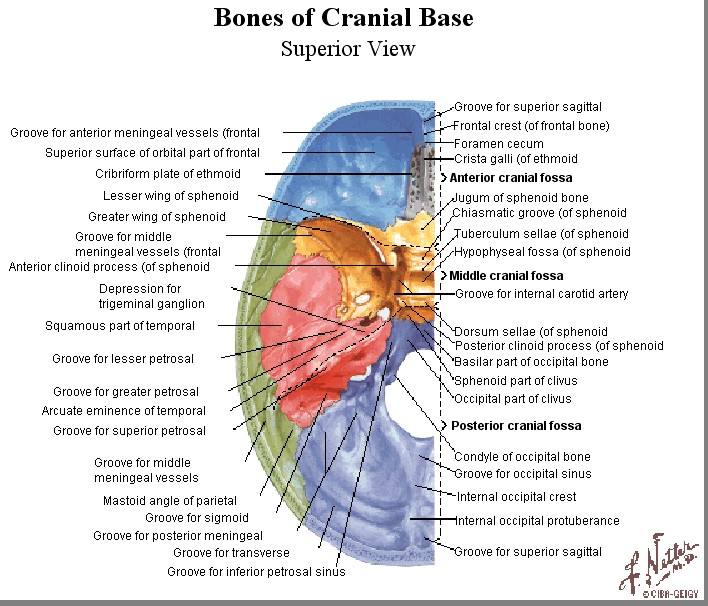 Bones of Cranial Base
Superior View
Groove for anterior meningeal vessels (frontal
Superior surface of orbital part of frontal
Cribriform plate of ethmoid
Lesser wing of sphenoid
Greater wing of sphenoid
Groove for middle
meningeal vessels (frontal
Anterior clinoid process (of sphenoid
Depression for
trigeminal ganglion
Squamous part of temporal
Groove for lesser petrosal
Groove for greater petrosal
Arcuate eminence of temporal
Groove for superior petrosal
Groove for middle
meningeal vessels
Mastoid angle of parietal
Groove for sigmoid
Groove for posterior meningeal
Groove for transverse
Groove for inferior petrosal sinus
Groove for superior sagittal
Frontal crest (of frontal bone)
Foramen cecum
Crista galli (of ethmoid
Anterior cranial fossa
Jugum of sphenoid bone
Chiasmatic groove (of sphenoid
Tuberculum sellae (of sphenoid
Hypophyseal fossa (of sphenoid
Middle cranial fossa
Groove for internal carotid artery
Dorsum sellae (of sphenoid
Posterior clinoid process (of sphenoid
Basilar part of occipital bone
Sphenoid part of clivus
Occipital part of clivus
Posterior cranial fossa
Condyle of occipital bone
Groove for occipital sinus
Internal occipital crest
Internal occipital protuberance
Groove for superior sagittal
F. Netter
M.D.
© CIBA-GEIGY